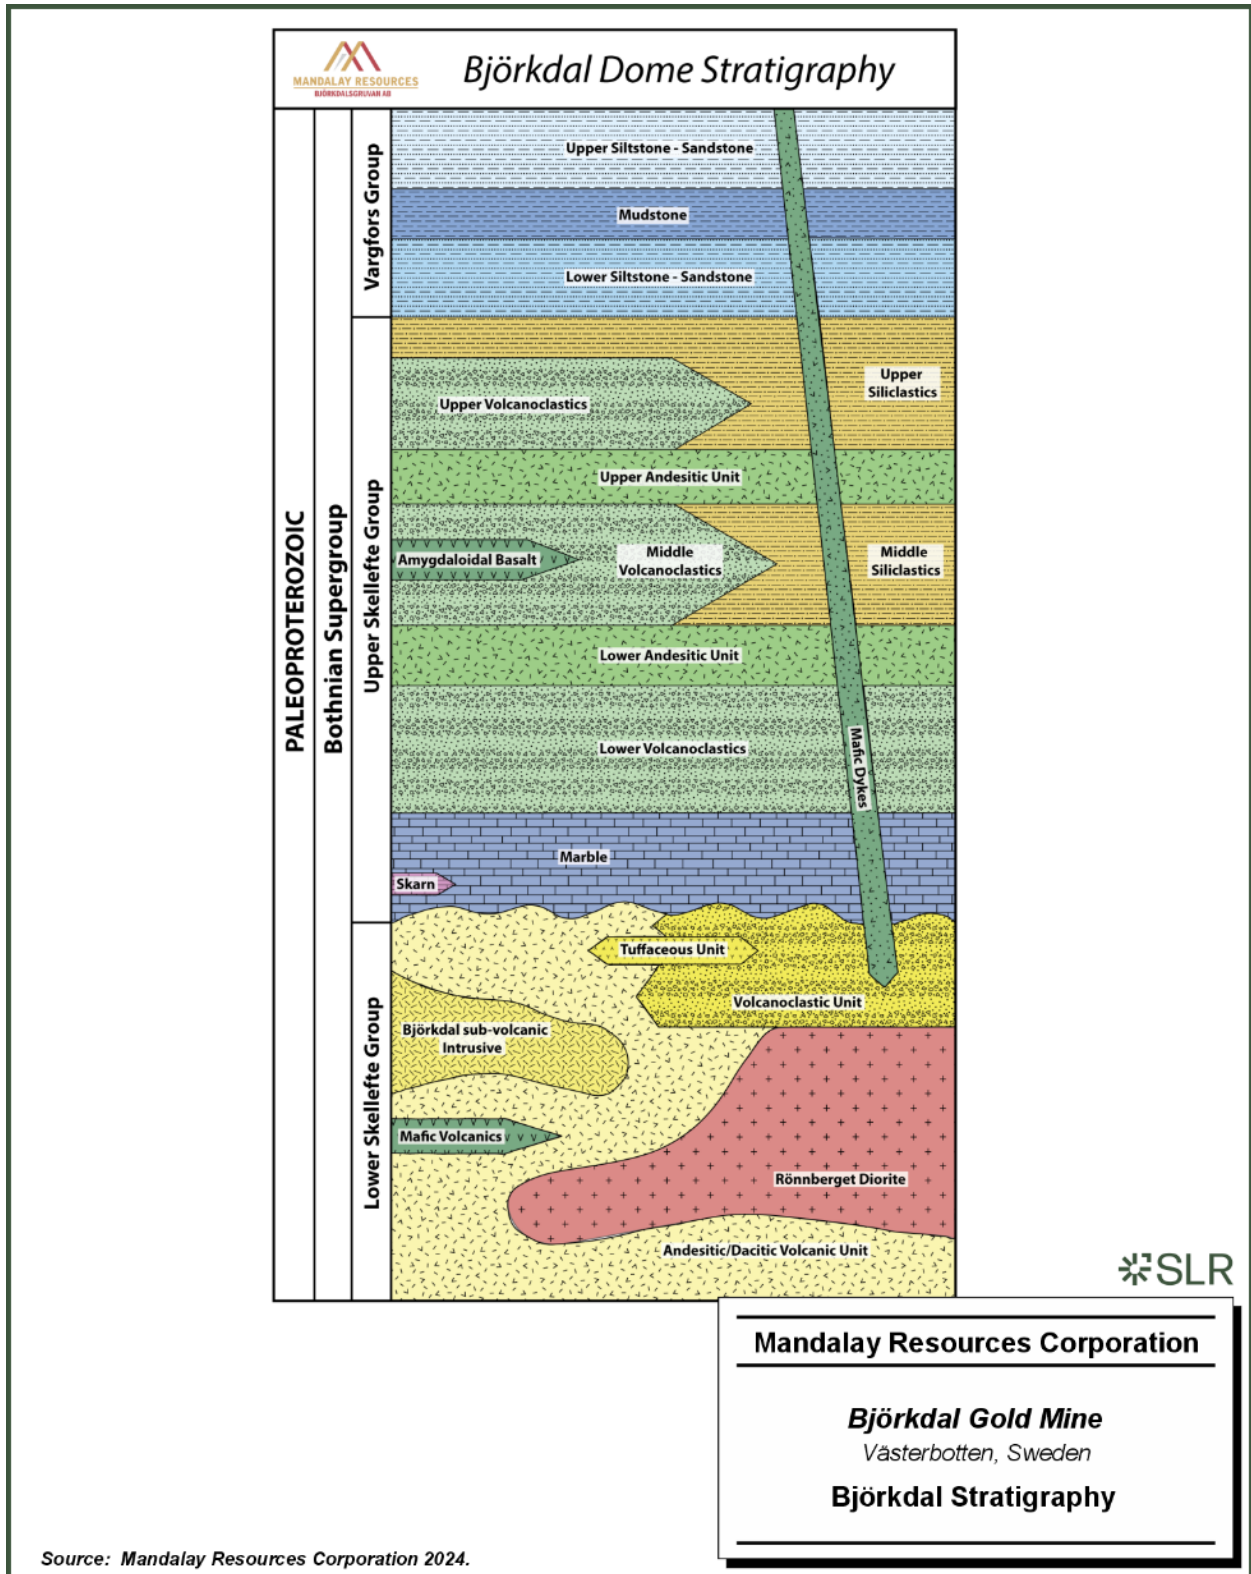 MANDALAY RESOURCES
BJÖRKDALSGRUVAN AB
Björkdal Dome Stratigraphy
PALEOPROTEROZOIC
Bothnian Supergroup
Vargfors Group
Upper Siltstone - Sandstone
Mudstone
Lower Siltstone - Sandstone
Upper Skellefte Group
Upper
Siliclastics
Upper Volcanoclastics
Upper Andesitic Unit
Amygdaloidal Basalt
Middle
Volcanoclastics
Middle
Siliclastics
Lower Andesitic Unit
Lower Volcanoclastics
Mafic Dykes
Marble
Skarn
Lower Skellefte Group
Tuffaceous Unit
Volcanoclastic Unit
Björkdal sub-volcanic
Intrusive
Mafic Volcanics
Rönnberget Diorite
Andesitic/Dacitic Volcanic Unit
SLR
Mandalay Resources Corporation
Björkdal Gold Mine
Västerbotten, Sweden
Björkdal Stratigraphy
Source: Mandalay Resources Corporation 2024.